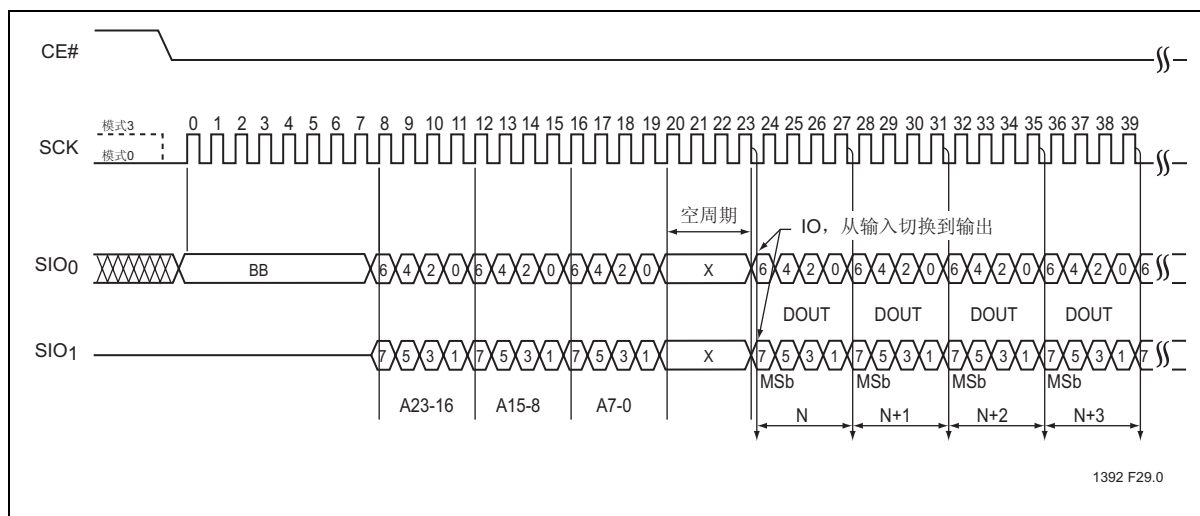 CE#
模式3
0 1 2 3 4 5 6 7 8 9 10 11 12 13 14 15 16 17 18 19 20 21 22 23 24 25 26 27 28 29 30 31 32 33 34 35 36 37 38 39
SCK
模式0
空周期
IO，从输入切换到输出
SIO0
BB 6 4 2 0 6 4 2 0 6 4 2 0 X 6 4 2 0 6 4 2 0 6 4 2 0 6 4 2 0 6
DOUT DOUT DOUT DOUT
SIO1
7 5 3 1 7 5 3 1 7 5 3 1 X 7 5 3 1 7 5 3 1 7 5 3 1 7 5 3 1 7
MSb MSb MSb MSb
A23-16 A15-8 A7-0
N N+1 N+2 N+3
1392 F29.0